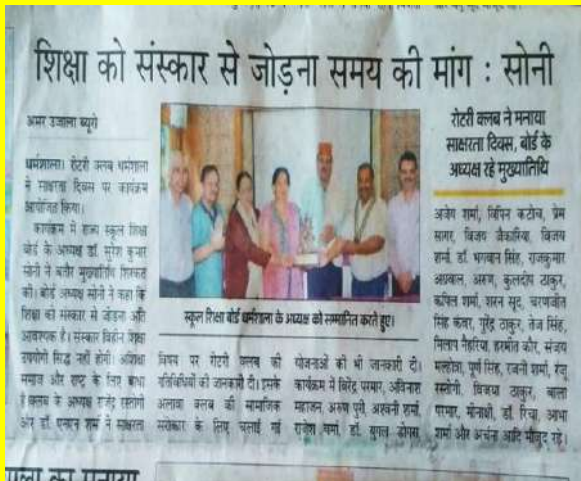 शिक्षा को संस्कार से जोड़ना समय की मांग : सोनी
अमर उजाला ब्यूरो
धर्मशाला। रोटरी क्लब धर्मशाला
ने साक्षरता दिवस पर कार्यक्रम
आयोजित किया।
कार्यक्रम में राज्य स्कूल शिक्षा
बोर्ड के अध्यक्ष डॉ. सुरेश कुमार
सोनी ने बतौर मुख्यातिथि शिरकत
की। बोर्ड अध्यक्ष सोनी ने कहा कि
शिक्षा को संस्कार से जोड़ना अति
आवश्यक है। संस्कार विहीन शिक्षा
उपयोगी सिद्ध नहीं होगी। अशिक्षा
समाज और राष्ट्र के लिए बाधा
है क्लब के अध्यक्ष राजेंद्र रस्तोगी
और डॉ एनएन शर्मा ने साक्षरता
स्कूल शिक्षा बोर्ड धर्मशाला के अध्यक्ष को सम्मानित करते हुए।
विषय पर रोटरी क्लब की
गतिविधियों की जानकारी दी। इसके
अलावा क्लब की सामाजिक
सरोकार के लिए चलाई गई
योजनाओं की भी जानकारी दी।
कार्यक्रम में विरेंद्र परमार, अविनाश
महाजन, अरुण पुरी, अश्वनी शर्मा,
राजेश वर्मा, डॉ. युगल डोगरा,
रोटरी क्लब ने मनाया
साक्षरता दिवस, बोर्ड के
अध्यक्ष रहे मुख्यातिथि
अजेय शर्मा, विपिन कटोच, प्रेम
सागर, विजय जैकारिया, विजय
शर्मा, डॉ. भगवान सिंह, राजकुमार
अग्रवाल, अरुण, कुलदीप ठाकुर,
कपिल शर्मा, शरन सूद, चरणजीत
सिंह कंवर, सुरेंद्र ठाकुर, तेज सिंह,
मिलाप नैहरिया, हरमीत कौर, संजय
मल्होत्रा, पूर्ण सिंह, रजनी शर्मा, रंजू
रस्तोगी, विजया ठाकुर, बाला
परमार, मोनाक्षी, डॉ. रिचा, आभा
शर्मा और अर्चना आदि मौजूद रहे।